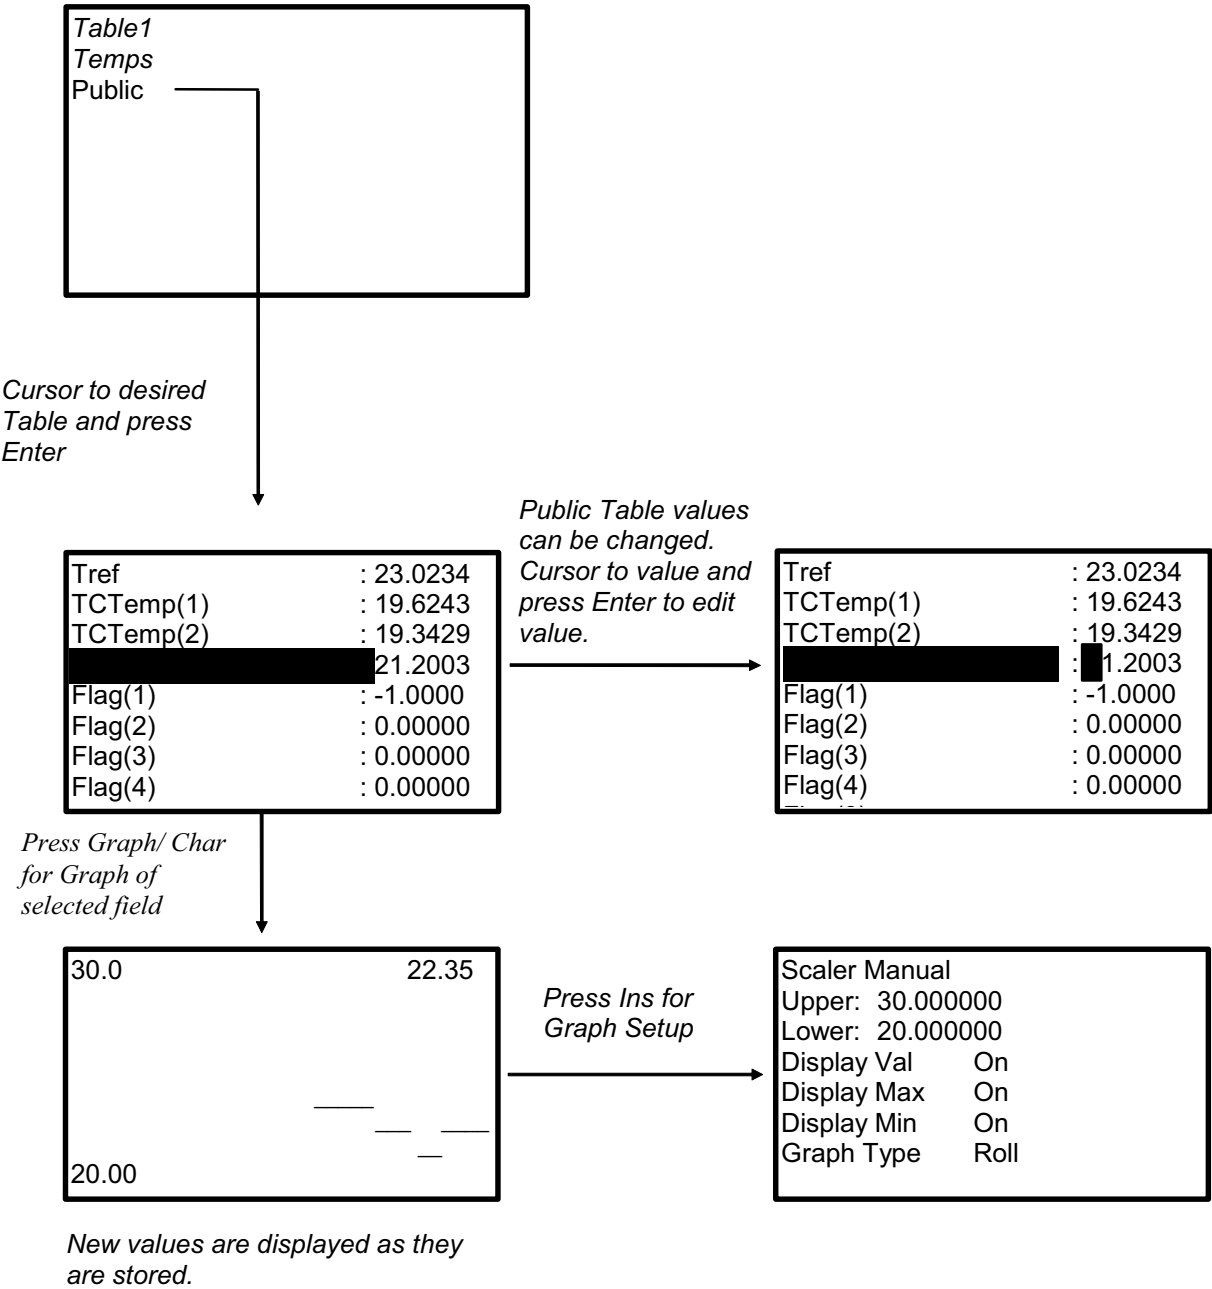 Table1
Temps
Public
Cursor to desired
Table and press
Enter
Tref : 23.0234
TCTemp(1) : 19.6243
TCTemp(2) : 19.3429
21.2003
Flag(1) : -1.0000
Flag(2) : 0.00000
Flag(3) : 0.00000
Flag(4) : 0.00000
Public Table values
can be changed.
Cursor to value and
press Enter to edit
value.
Tref : 23.0234
TCTemp(1) : 19.6243
TCTemp(2) : 19.3429
: 1.2003
Flag(1) : -1.0000
Flag(2) : 0.00000
Flag(3) : 0.00000
Flag(4) : 0.00000
Press Graph/ Char
for Graph of
selected field
30.0 22.35
20.00
Press Ins for
Graph Setup
Scaler Manual
Upper: 30.000000
Lower: 20.000000
Display Val On
Display Max On
Display Min On
Graph Type Roll
New values are displayed as they
are stored.